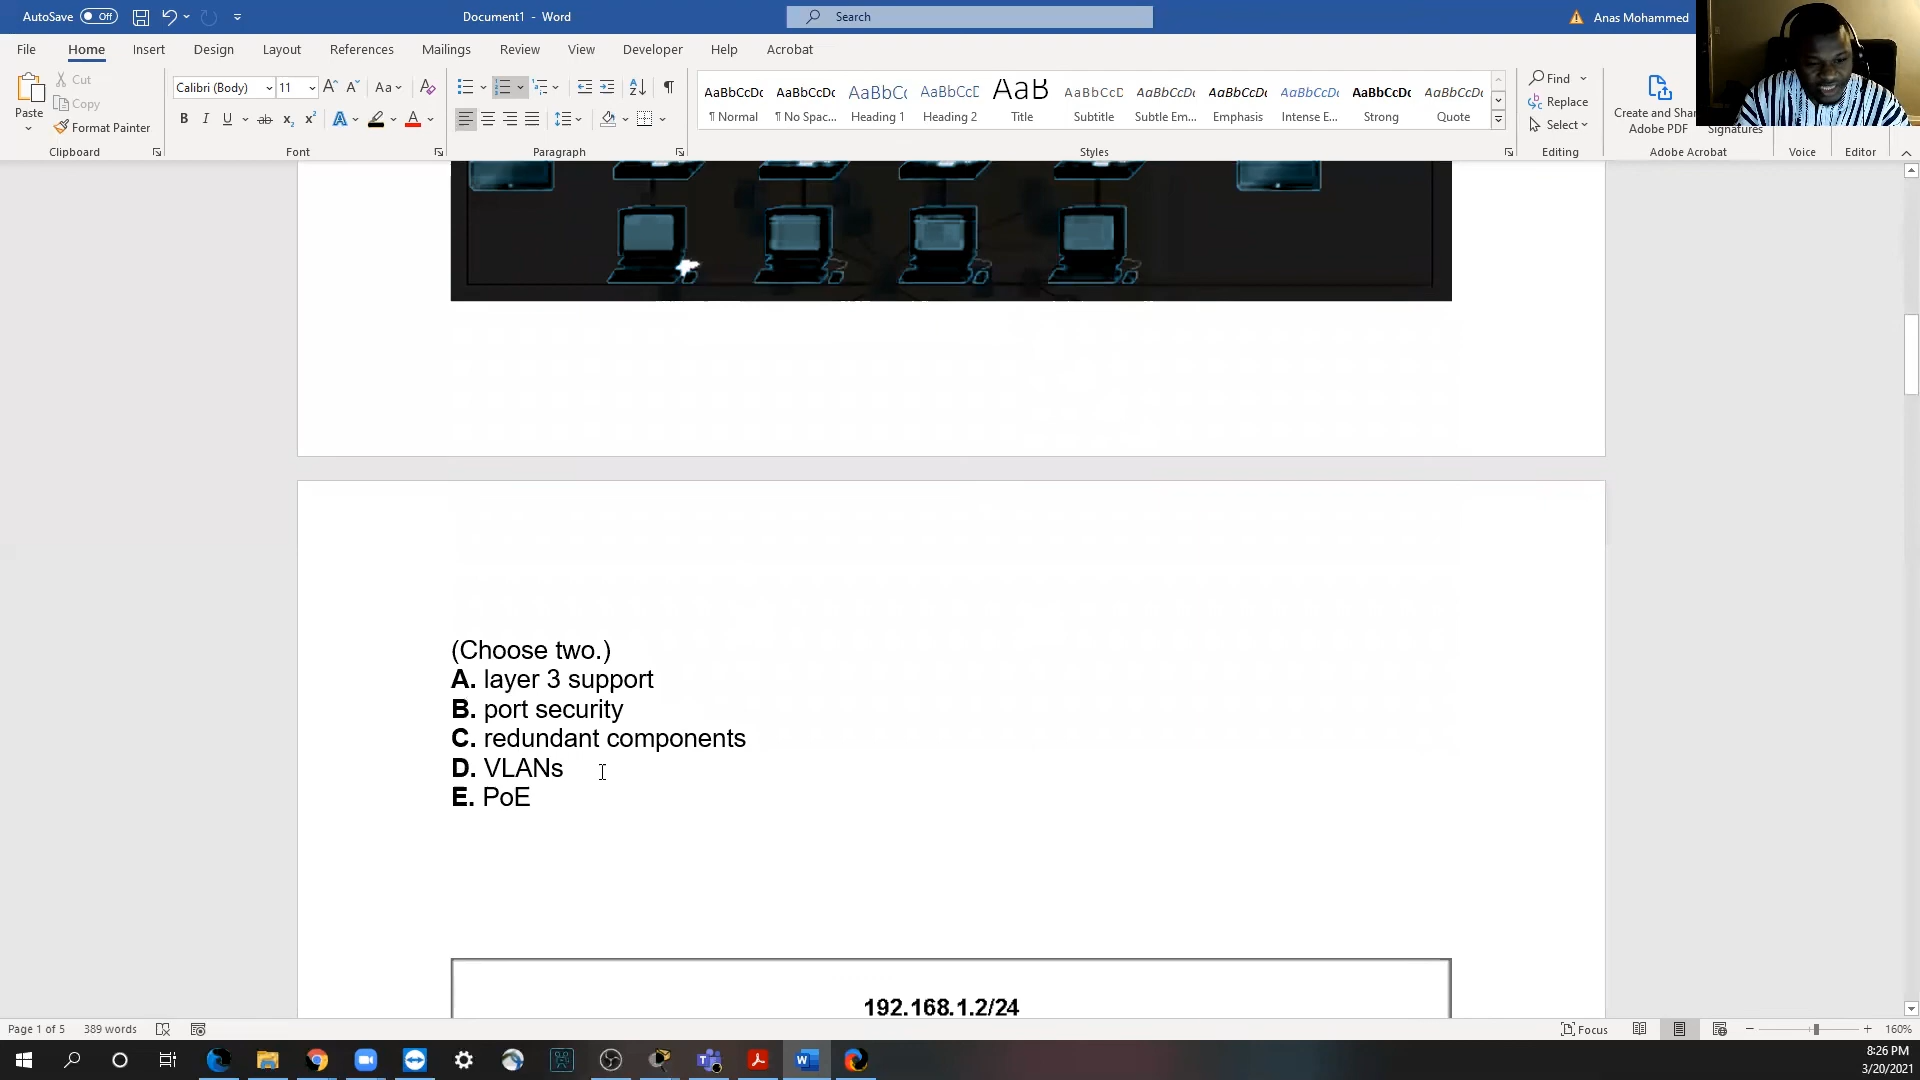 AutoSave Off Document1 - Word Search Anas Mohammed
File Home Insert Design Layout References Mailings Review View Developer Help Acrobat
Paste Cut Copy Format Painter
Calibri (Body) 11
AaBbCcDc AaBbCcDc AaBbC( AaBbCcE AaB AaBbCcD AaBbCcDc AaBbCcDc AaBbCcDc AaBbCcDc AaBbCcDc
¶ Normal ¶ No Spac... Heading 1 Heading 2 Title Subtitle Subtle Em... Emphasis Intense E... Strong Quote
Find Replace Select
Create and Shar
Adobe PDF Signatures
Clipboard Font Paragraph Styles Editing Adobe Acrobat Voice Editor
(Choose two.)
A. layer 3 support
B. port security
C. redundant components
D. VLANs
E. PoE
192.168.1.2/24
Page 1 of 5 389 words Focus 160%
8:26 PM
3/20/2021